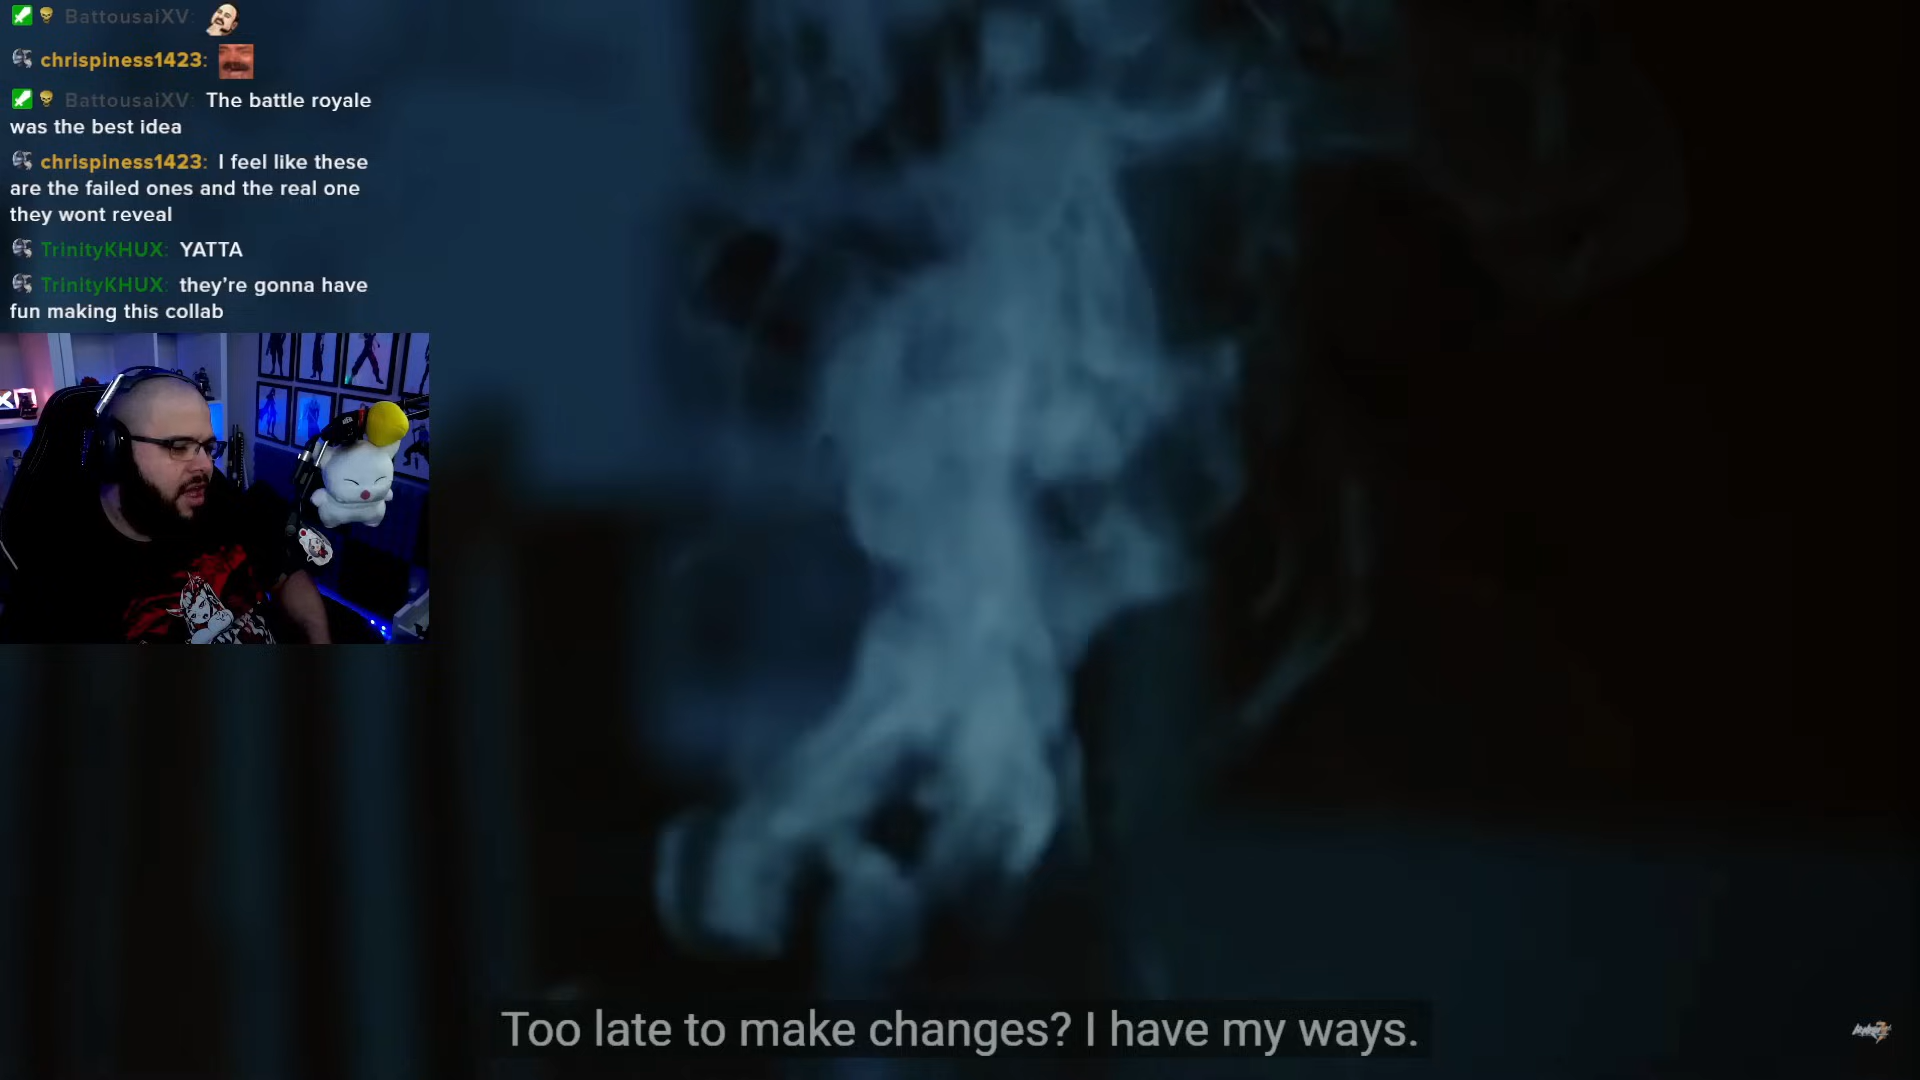 BattousaiXV:
chrispiness1423:
BattousaiXV: The battle royale
was the best idea
chrispiness1423: I feel like these
are the failed ones and the real one
they wont reveal
TrinityKHUX: YATTA
TrinityKHUX: they're gonna have
fun making this collab
Too late to make changes? I have my ways.